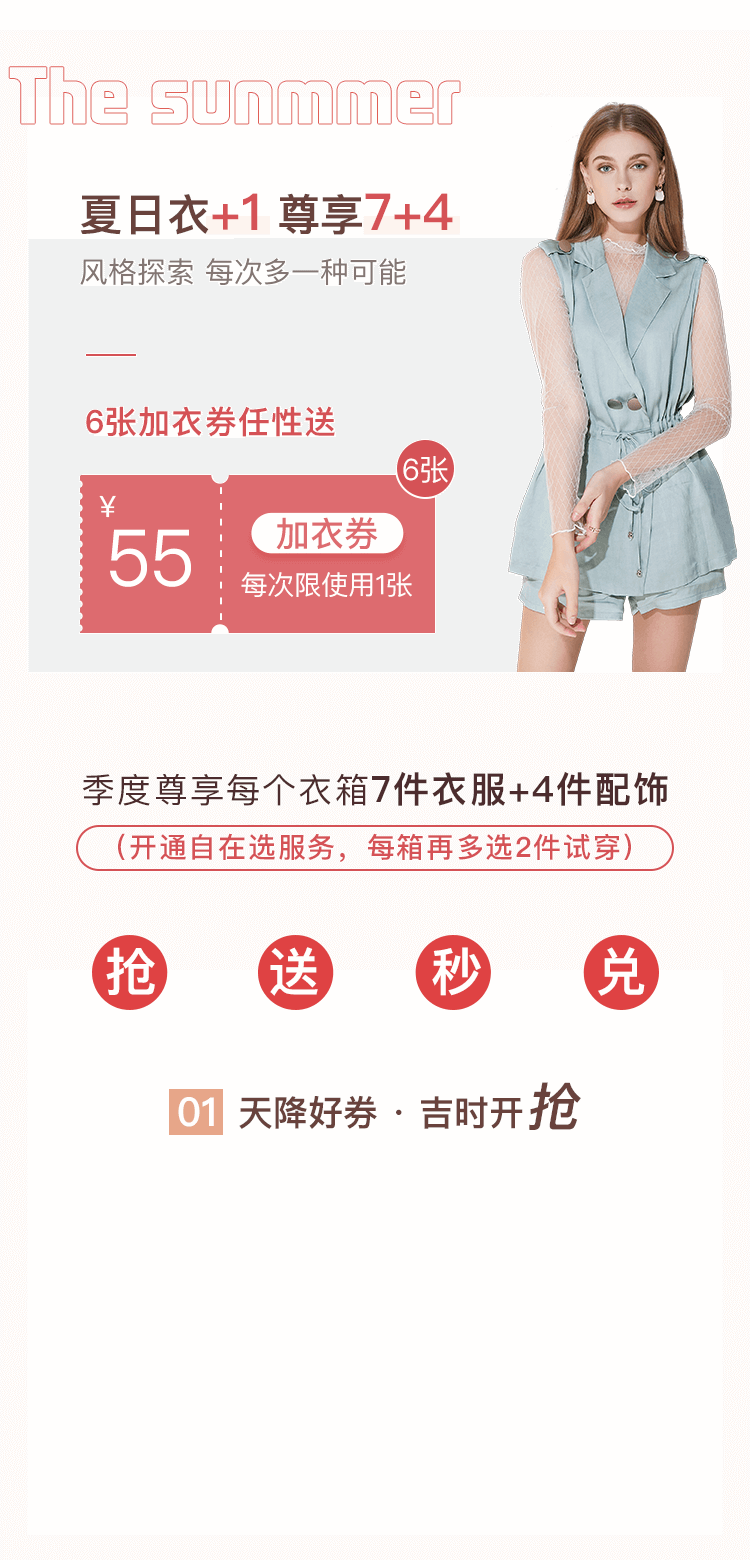 The sunmmer
夏日衣+1 尊享7+4
风格探索 每次多一种可能
6张加衣券任性送
6张
¥
55
加衣券
每次限使用1张
季度尊享每个衣箱7件衣服+4件配饰
（开通自在选服务，每箱再多选2件试穿）
抢 送 秒 兑
01 天降好券 · 吉时开抢